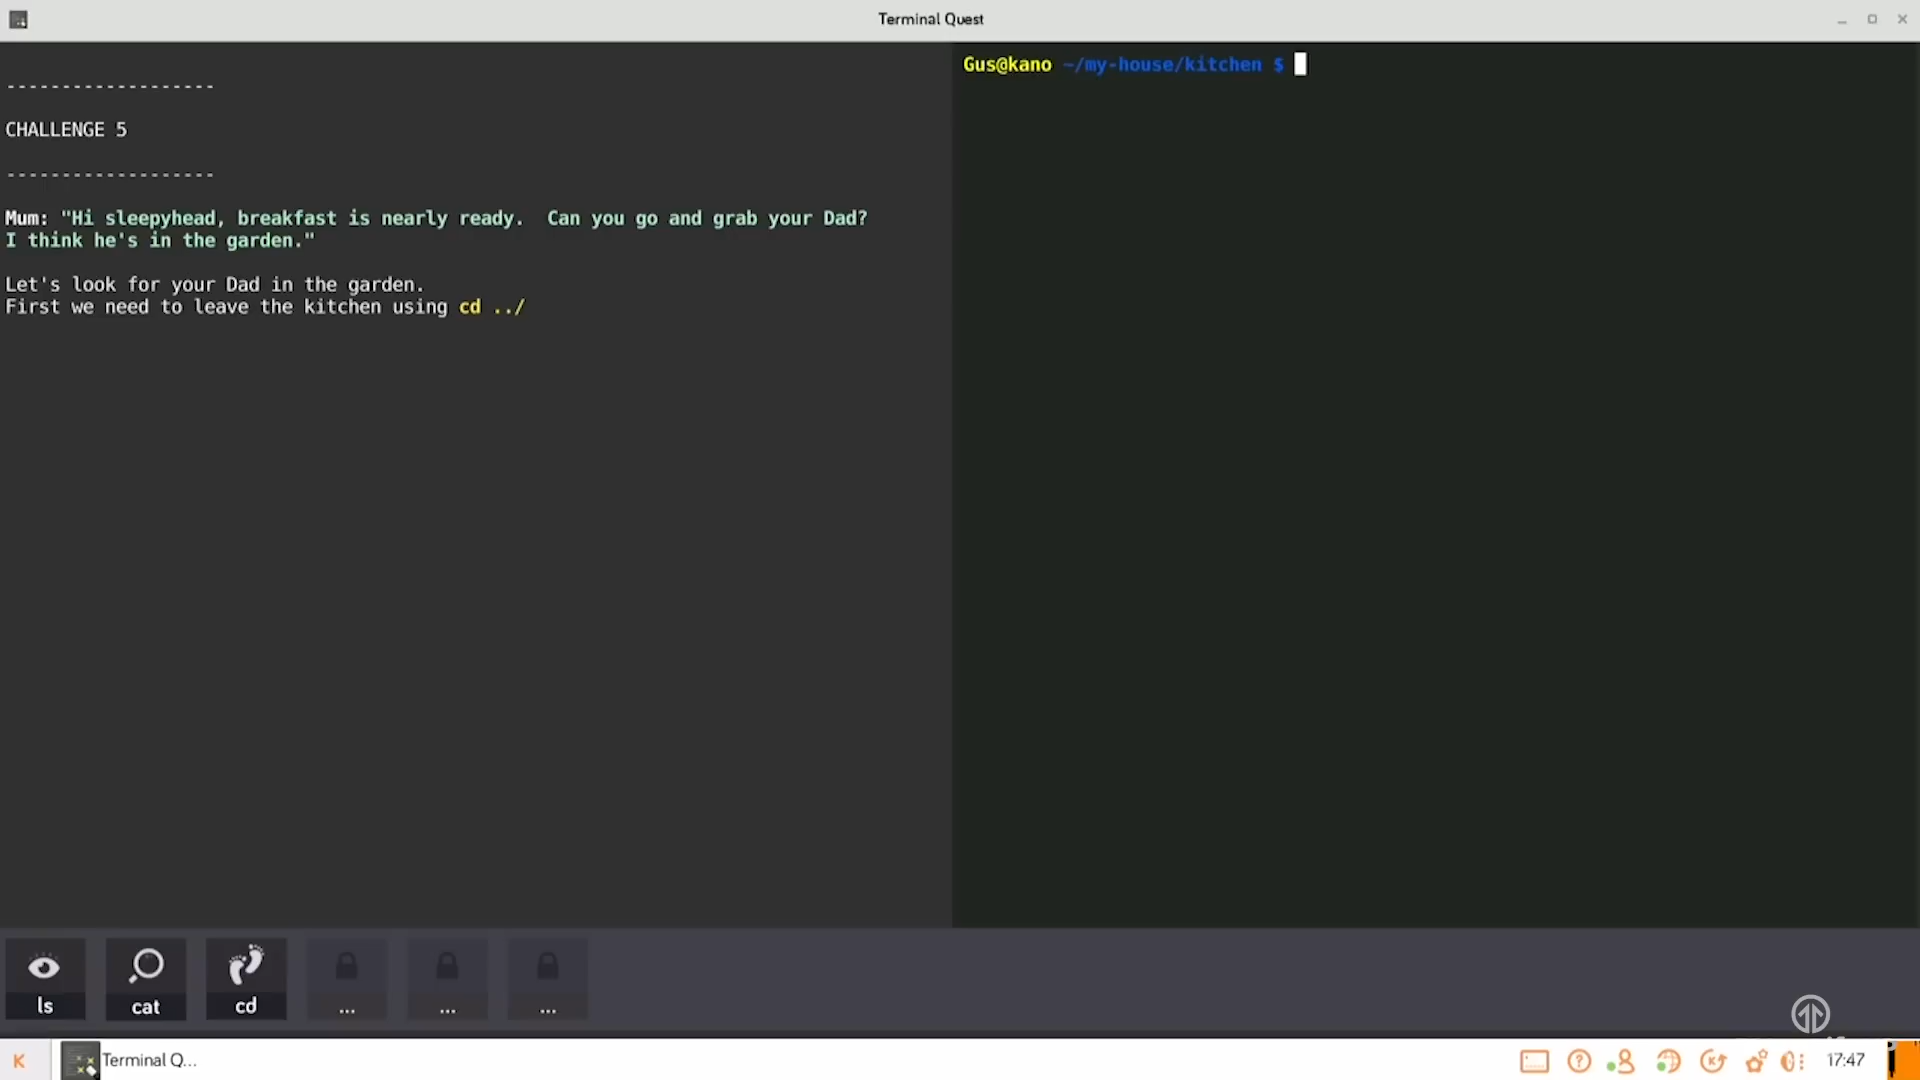 Terminal Quest
-------------------
CHALLENGE 5
-------------------
Mum: "Hi sleepyhead, breakfast is nearly ready.  Can you go and grab your Dad?
I think he's in the garden."
Let's look for your Dad in the garden.
First we need to leave the kitchen using cd ../
Gus@kano ~/my-house/kitchen $
ls
cat
cd
...
...
...
K
Terminal Q...
17:47